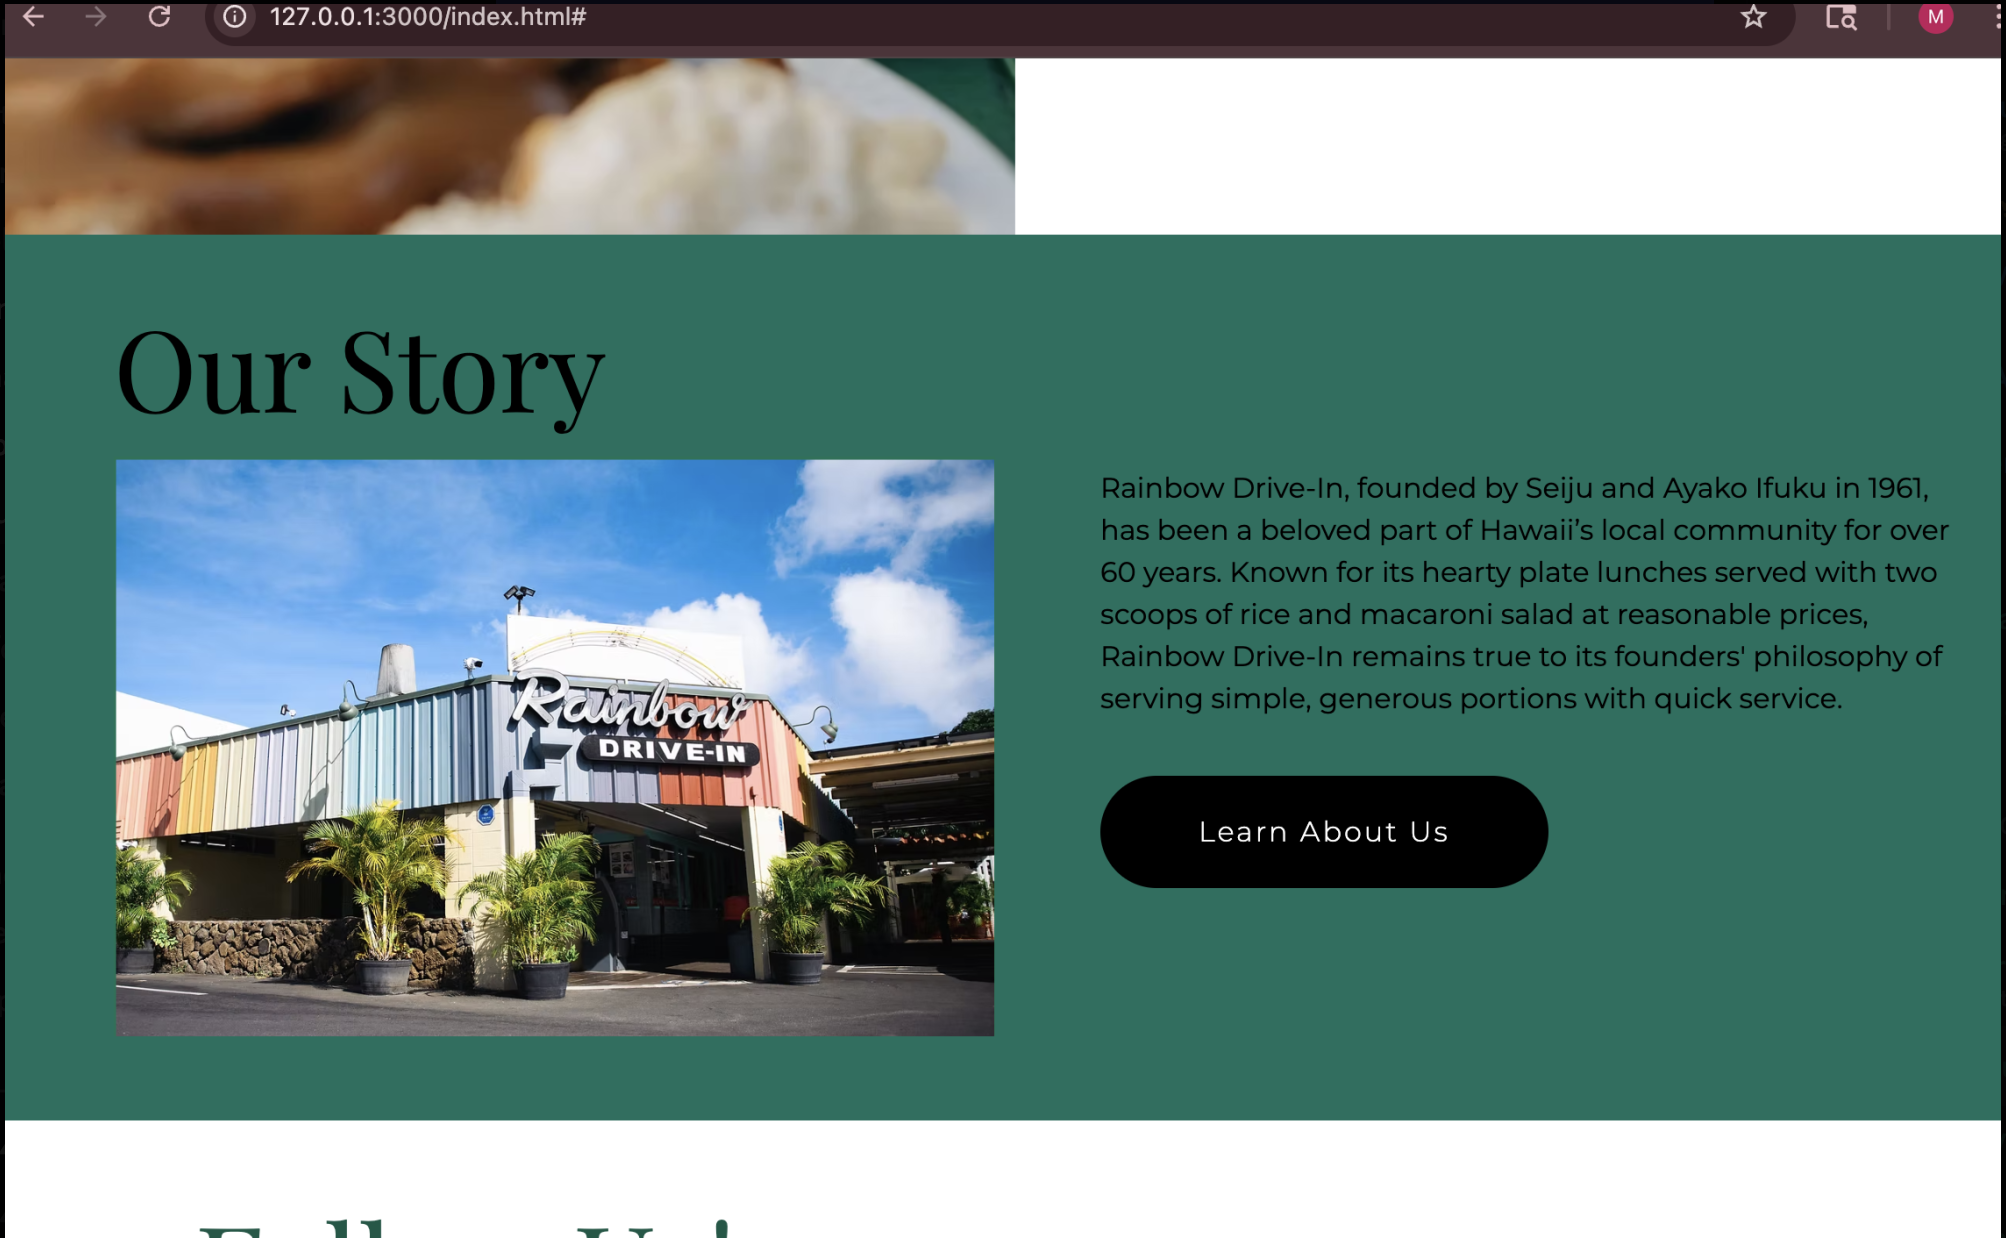 127.0.0.1:3000/index.html#
M
Our Story
Rainbow
DRIVE-IN
Rainbow Drive-In, founded by Seiju and Ayako Ifuku in 1961,
has been a beloved part of Hawaii’s local community for over
60 years. Known for its hearty plate lunches served with two
scoops of rice and macaroni salad at reasonable prices,
Rainbow Drive-In remains true to its founders' philosophy of
serving simple, generous portions with quick service.
Learn About Us
Follow Us!